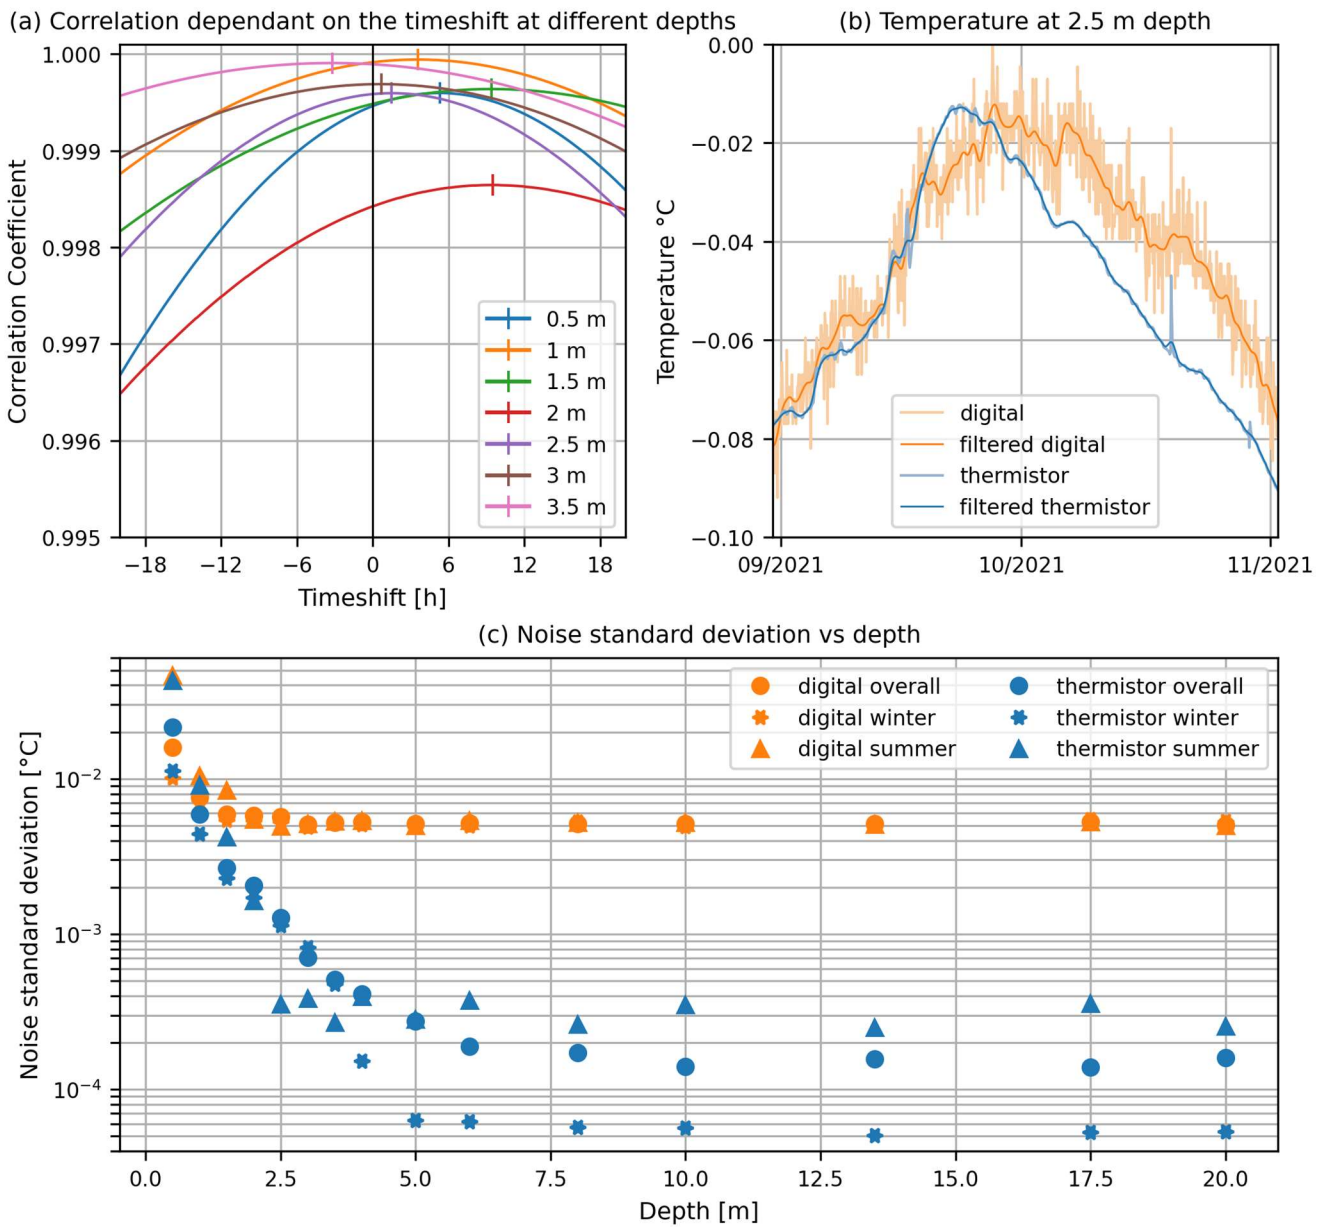 (a) Correlation dependant on the timeshift at different depths
1.000
0.999
0.998
0.997
0.996
0.995
Correlation Coefficient
0.5 m
1 m
1.5 m
2 m
2.5 m
3 m
3.5 m
−18 −12 −6 0 6 12 18
Timeshift [h]
(b) Temperature at 2.5 m depth
0.00
−0.02
−0.04
−0.06
−0.08
−0.10
Temperature °C
digital
filtered digital
thermistor
filtered thermistor
09/2021 10/2021 11/2021
(c) Noise standard deviation vs depth
10−2
10−3
10−4
Noise standard deviation [°C]
digital overall
digital winter
digital summer
thermistor overall
thermistor winter
thermistor summer
0.0 2.5 5.0 7.5 10.0 12.5 15.0 17.5 20.0
Depth [m]